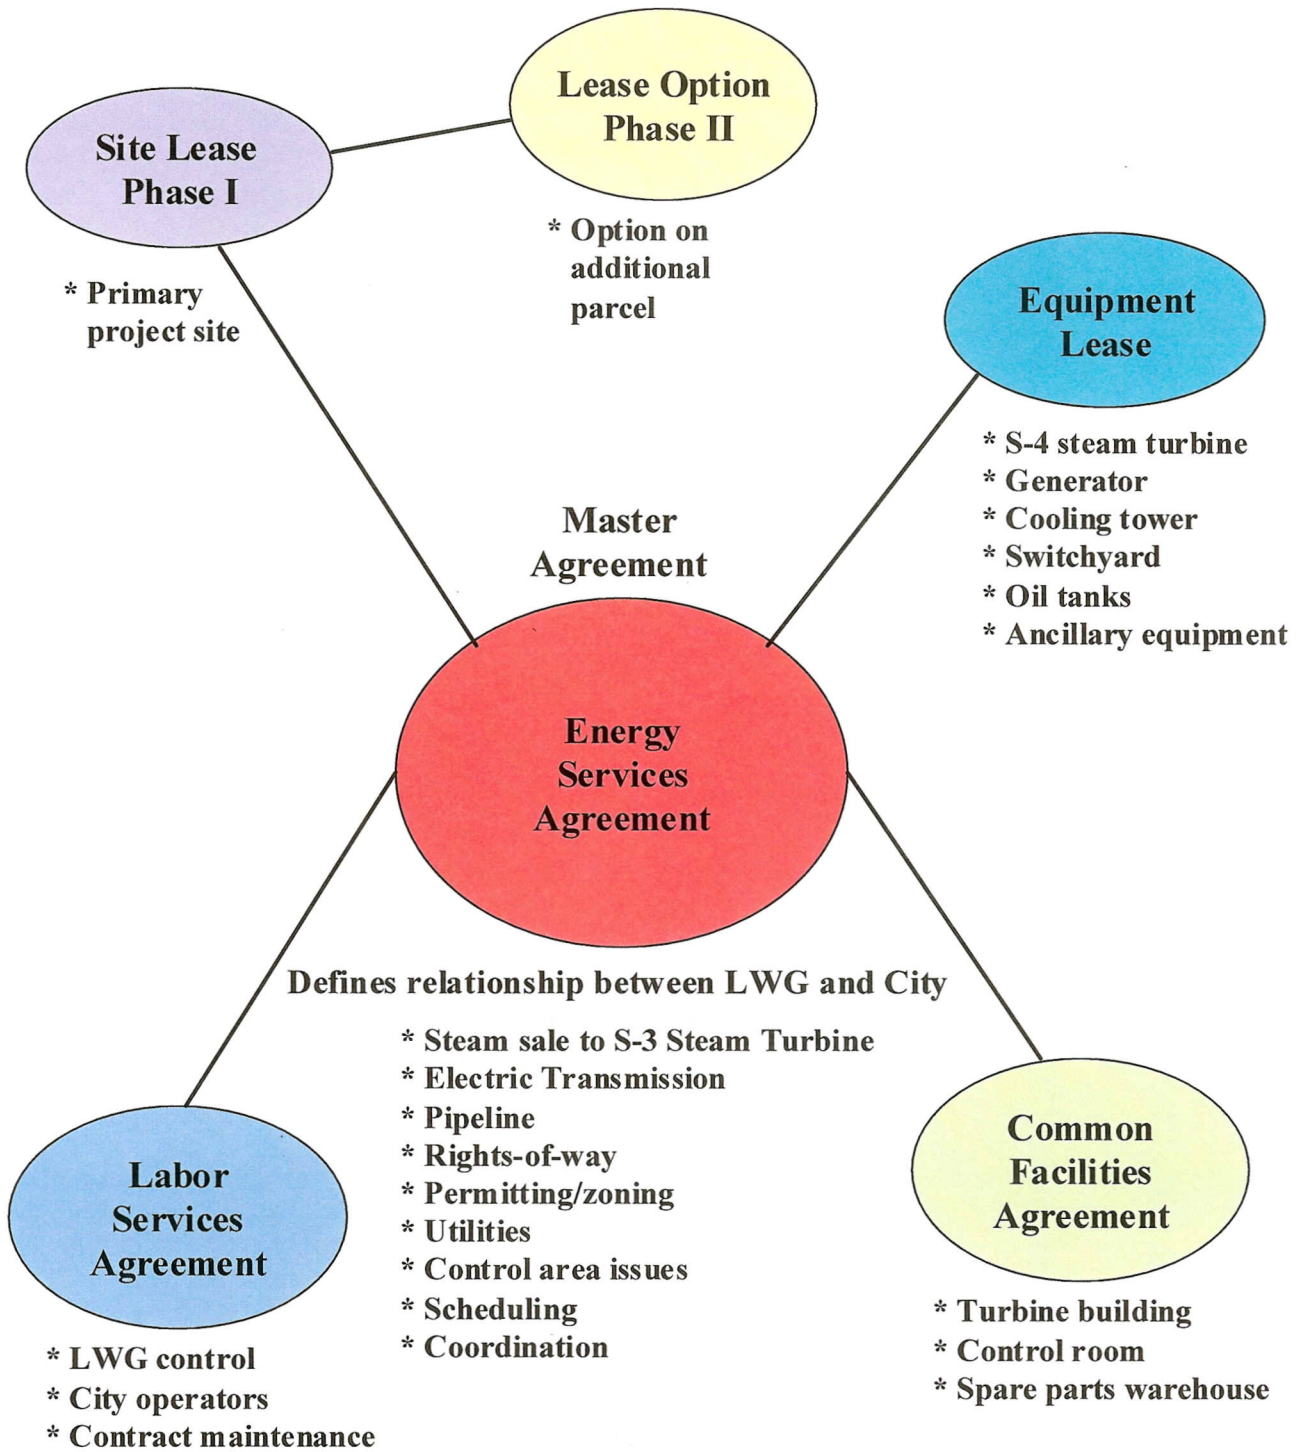 Lease Option
Phase II
Site Lease
Phase I
* Option on
additional
parcel
* Primary
project site
Equipment
Lease
* S-4 steam turbine
* Generator
* Cooling tower
* Switchyard
* Oil tanks
* Ancillary equipment
Master
Agreement
Energy
Services
Agreement
Defines relationship between LWG and City
* Steam sale to S-3 Steam Turbine
* Electric Transmission
* Pipeline
* Rights-of-way
* Permitting/zoning
* Utilities
* Control area issues
* Scheduling
* Coordination
Labor
Services
Agreement
* LWG control
* City operators
* Contract maintenance
Common
Facilities
Agreement
* Turbine building
* Control room
* Spare parts warehouse